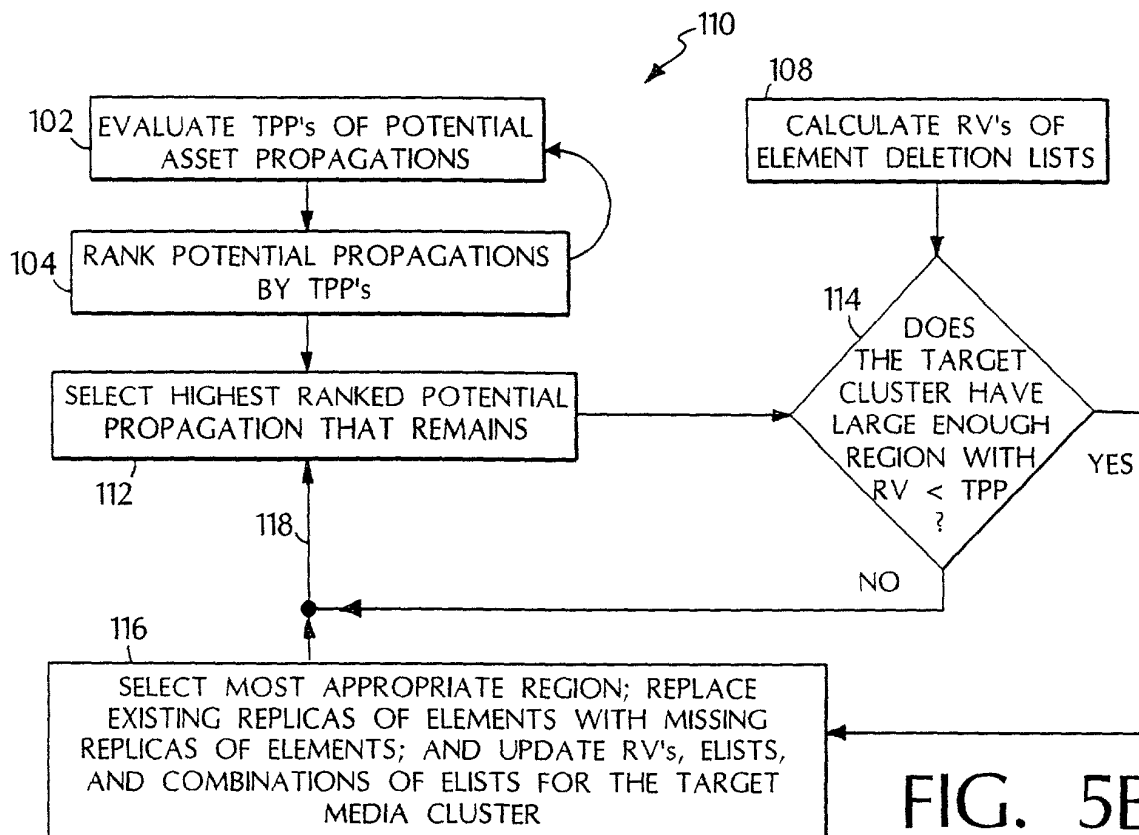 110
102
EVALUATE TPP's OF POTENTIAL
ASSET PROPAGATIONS
104
RANK POTENTIAL PROPAGATIONS
BY TPP's
SELECT HIGHEST RANKED POTENTIAL
PROPAGATION THAT REMAINS
112
108
CALCULATE RV's OF
ELEMENT DELETION LISTS
114
DOES
THE TARGET
CLUSTER HAVE
LARGE ENOUGH
REGION WITH
RV < TPP
?
YES
NO
118
116
SELECT MOST APPROPRIATE REGION; REPLACE
EXISTING REPLICAS OF ELEMENTS WITH MISSING
REPLICAS OF ELEMENTS; AND UPDATE RV's, ELISTS,
AND COMBINATIONS OF ELISTS FOR THE TARGET
MEDIA CLUSTER
FIG. 5B